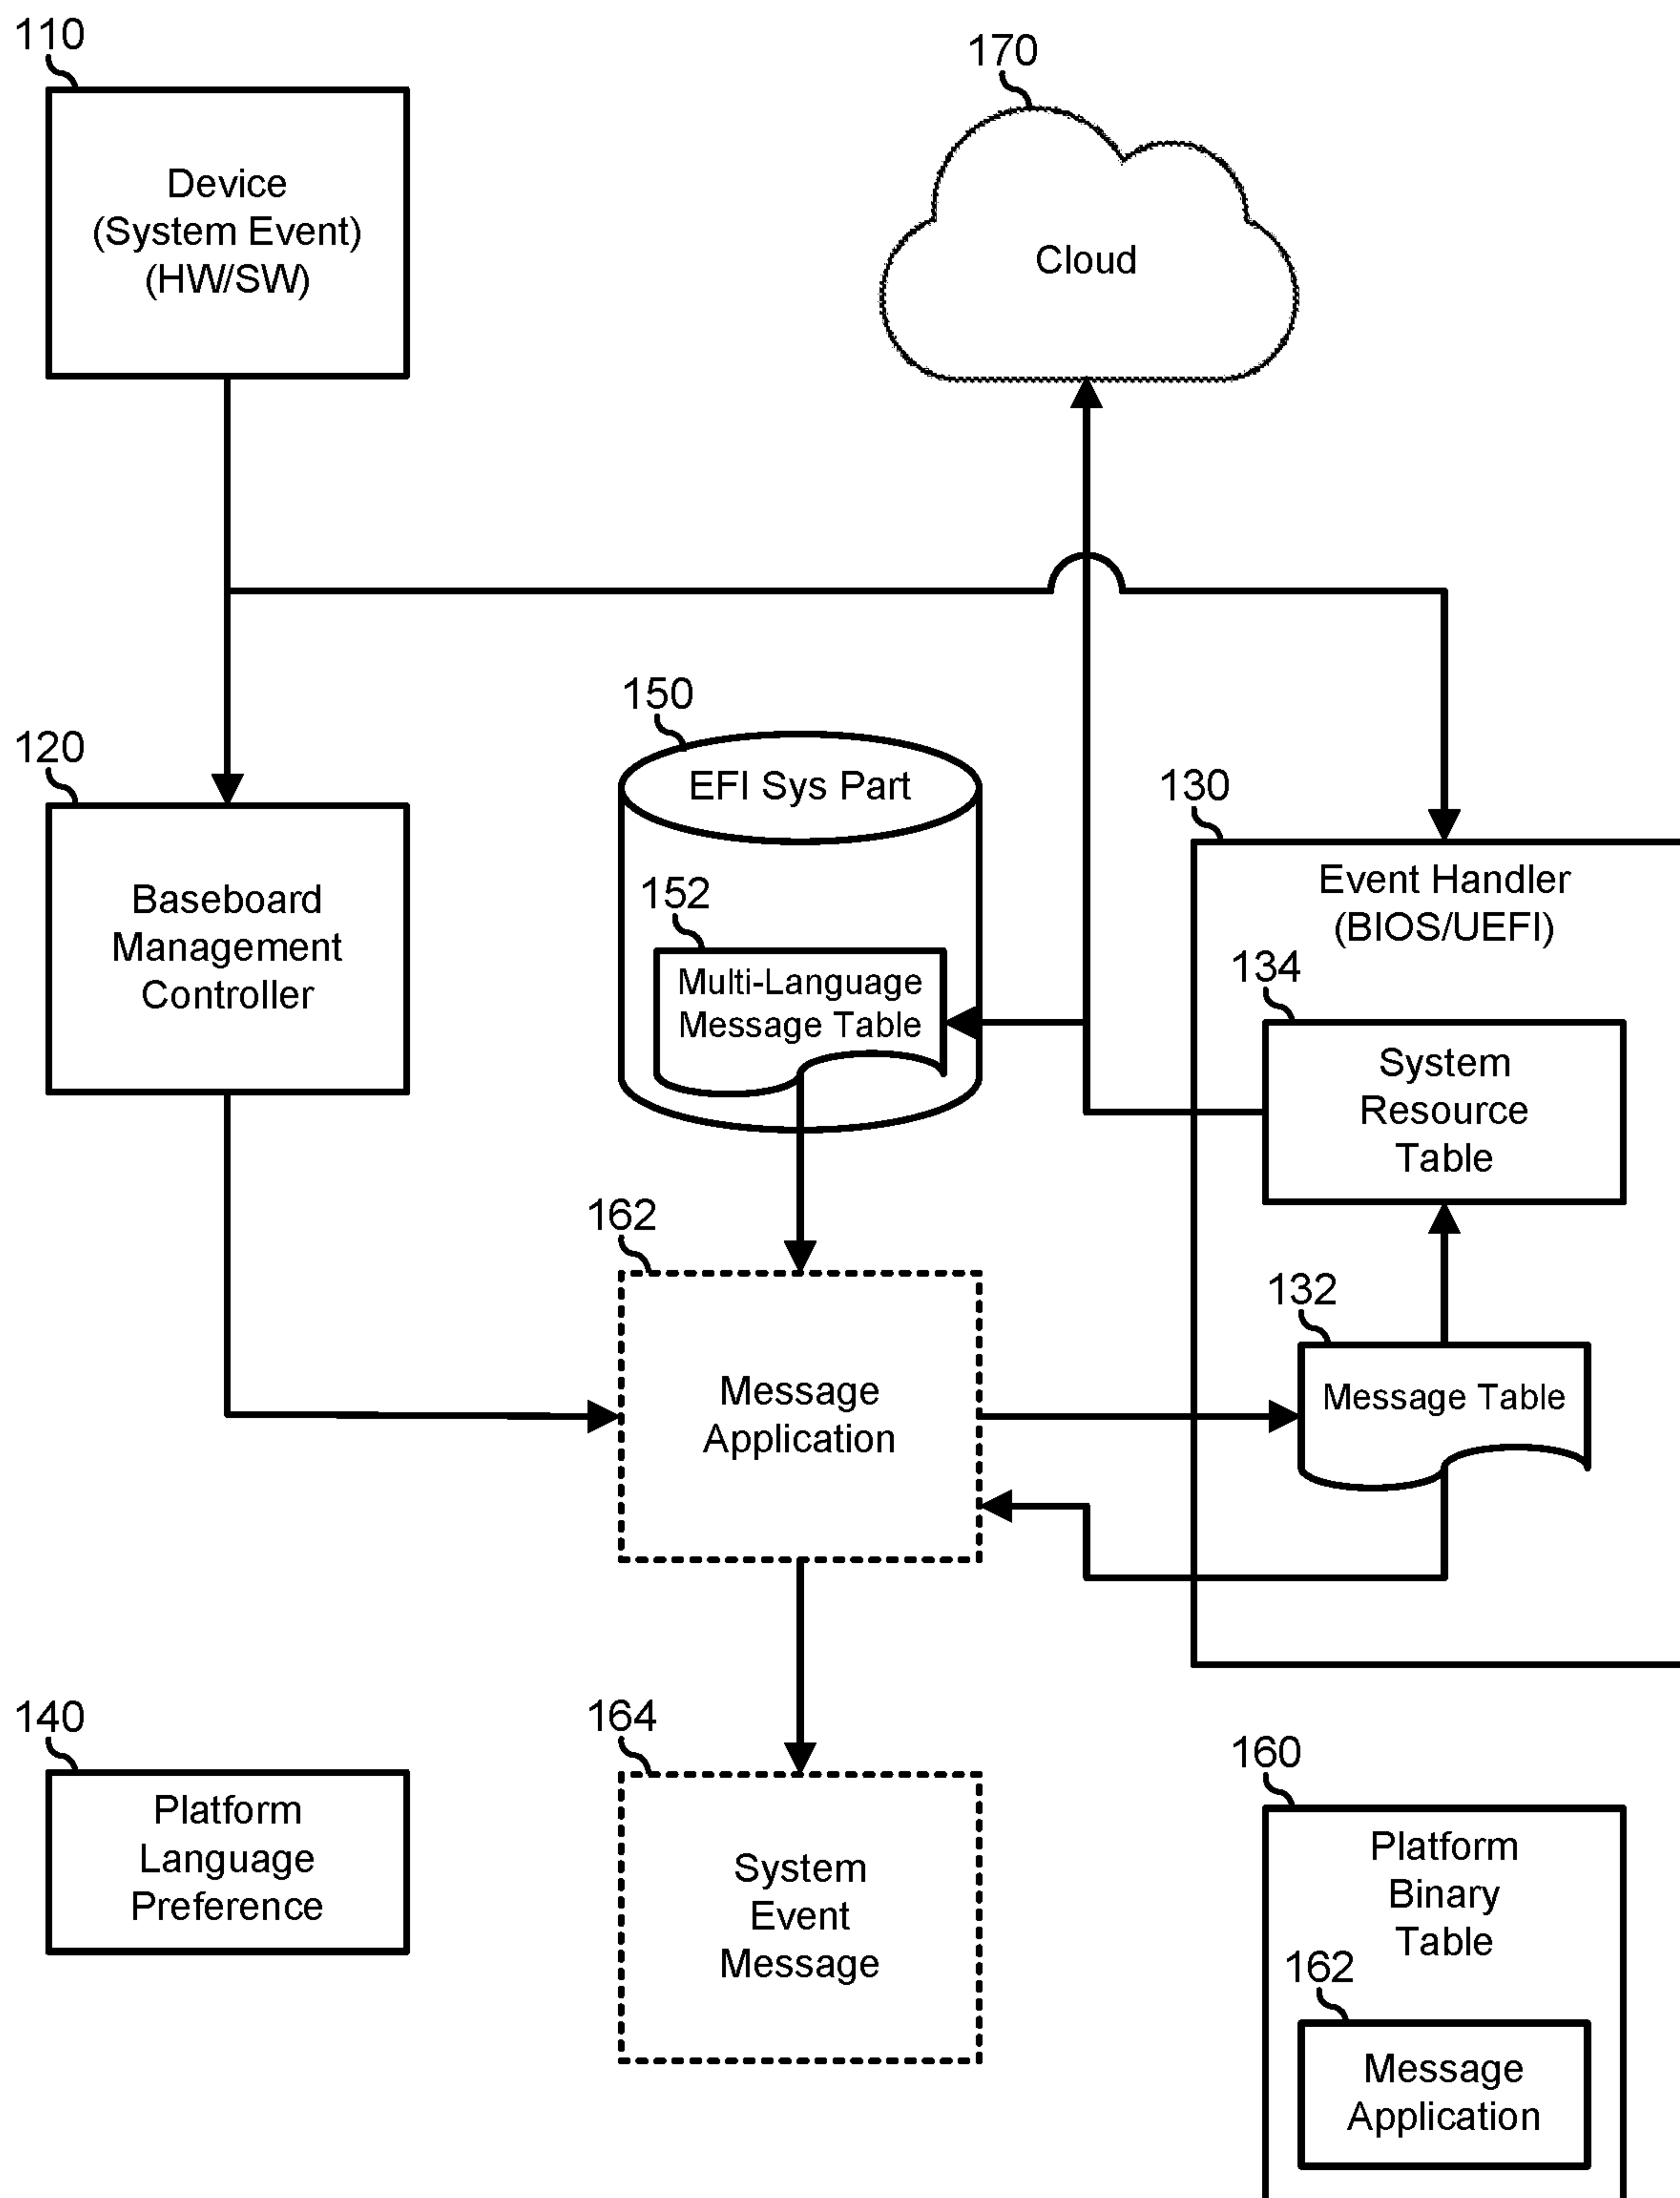 110
Device
(System Event)
(HW/SW)
170
Cloud
120
Baseboard
Management
Controller
150
EFI Sys Part
152
Multi-Language
Message Table
130
Event Handler
(BIOS/UEFI)
134
System
Resource
Table
132
Message Table
162
Message
Application
140
Platform
Language
Preference
164
System
Event
Message
160
Platform
Binary
Table
162
Message
Application